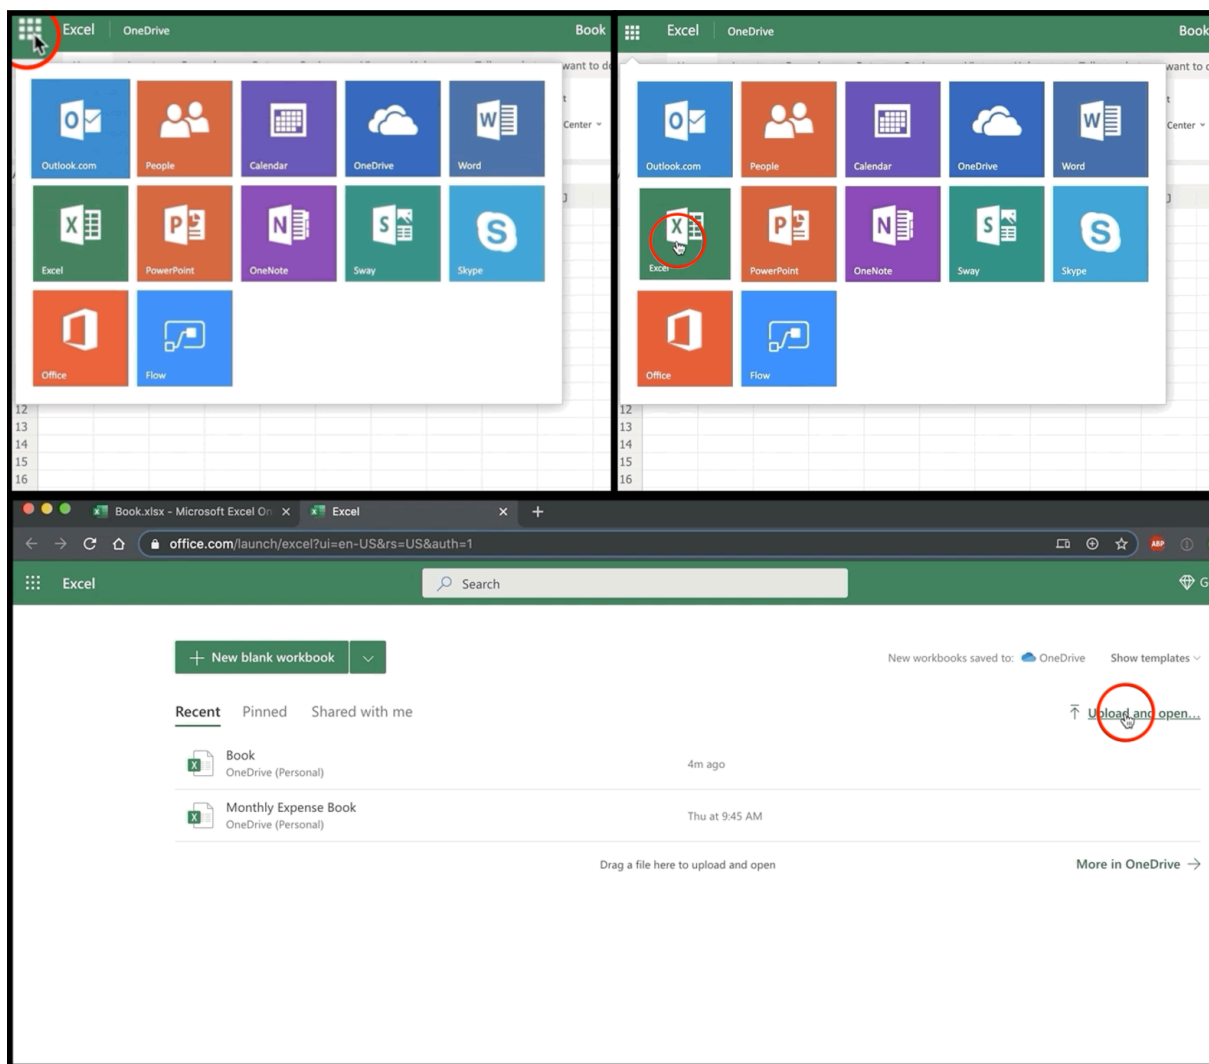 Excel OneDrive Book
want to d
Outlook.com People Calendar OneDrive Word
t
Center
Excel PowerPoint OneNote Sway Skype
J
Office Flow
12
13
14
15
16
Excel OneDrive Book
want to c
Outlook.com People Calendar OneDrive Word
t
Center
Excel PowerPoint OneNote Sway Skype
J
Office Flow
12
13
14
15
16
Book.xlsx - Microsoft Excel On Excel
office.com/launch/excel?ui=en-US&rs=US&auth=1
ABP
Excel Search G
New blank workbook New workbooks saved to: OneDrive Show templates
Recent Pinned Shared with me Upload and open...
Book
OneDrive (Personal) 4m ago
Monthly Expense Book
OneDrive (Personal) Thu at 9:45 AM
Drag a file here to upload and open More in OneDrive